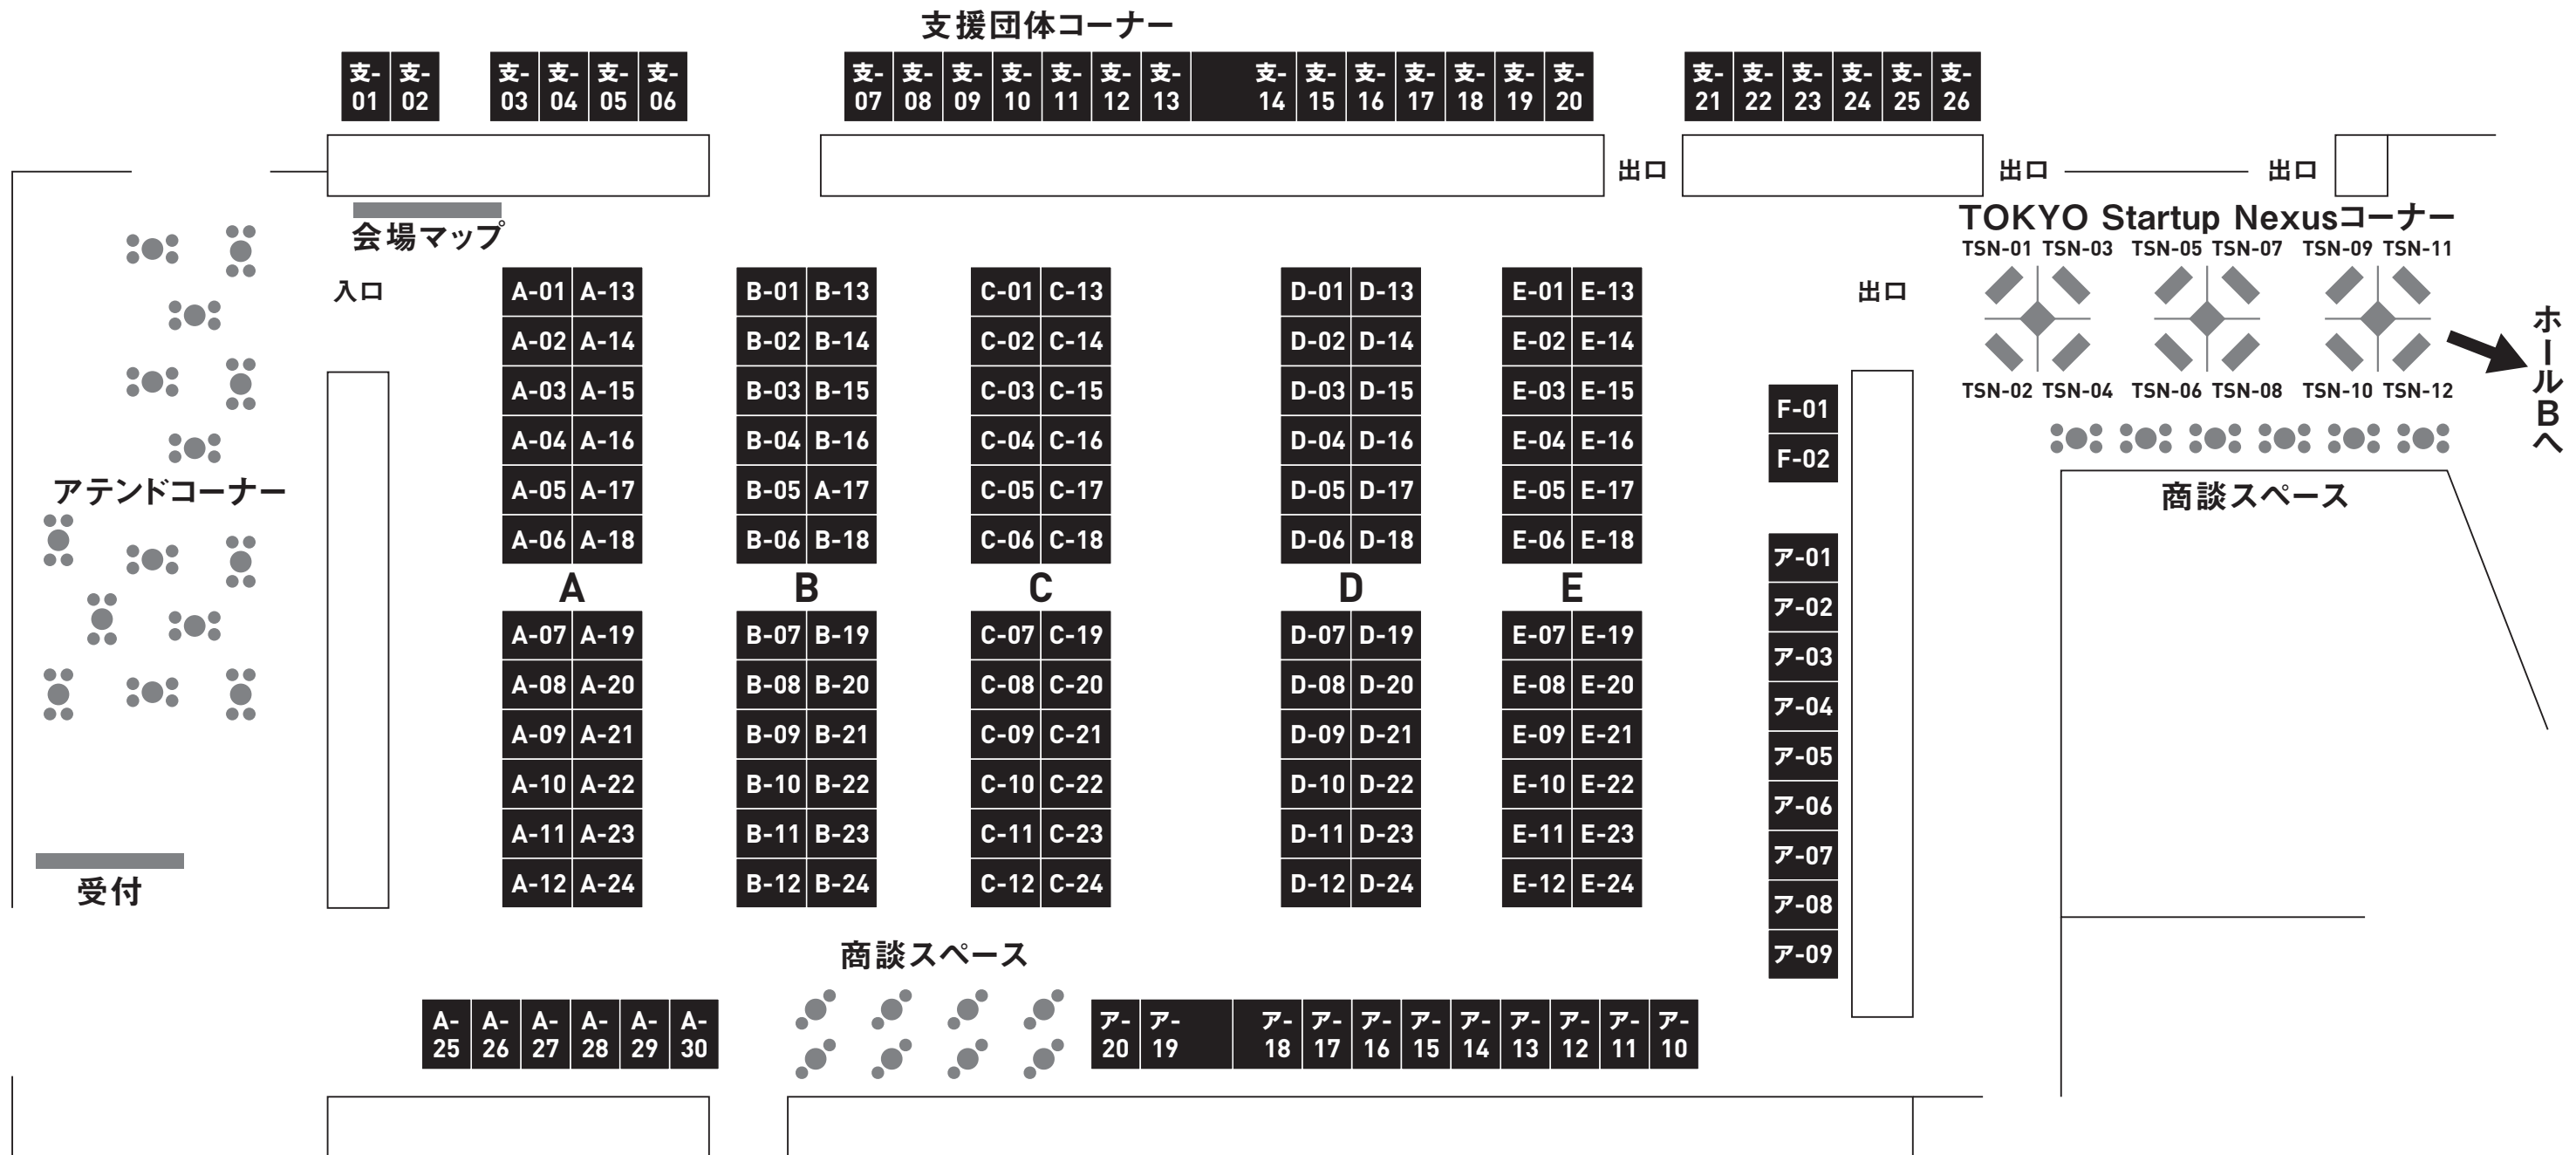 支援団体コーナー
支-01 支-02 支-03 支-04 支-05 支-06 支-07 支-08 支-09 支-10 支-11 支-12 支-13 支-14 支-15 支-16 支-17 支-18 支-19 支-20 支-21 支-22 支-23 支-24 支-25 支-26
出口 出口 出口
会場マップ
TOKYO Startup Nexusコーナー
TSN-01 TSN-03 TSN-05 TSN-07 TSN-09 TSN-11
入口
出口
TSN-02 TSN-04 TSN-06 TSN-08 TSN-10 TSN-12
ホールBへ
商談スペース
アテンドコーナー
受付
A-01 A-13 B-01 B-13 C-01 C-13 D-01 D-13 E-01 E-13
A-02 A-14 B-02 B-14 C-02 C-14 D-02 D-14 E-02 E-14
A-03 A-15 B-03 B-15 C-03 C-15 D-03 D-15 E-03 E-15
A-04 A-16 B-04 B-16 C-04 C-16 D-04 D-16 E-04 E-16
A-05 A-17 B-05 A-17 C-05 C-17 D-05 D-17 E-05 E-17
A-06 A-18 B-06 B-18 C-06 C-18 D-06 D-18 E-06 E-18
A B C D E
A-07 A-19 B-07 B-19 C-07 C-19 D-07 D-19 E-07 E-19
A-08 A-20 B-08 B-20 C-08 C-20 D-08 D-20 E-08 E-20
A-09 A-21 B-09 B-21 C-09 C-21 D-09 D-21 E-09 E-21
A-10 A-22 B-10 B-22 C-10 C-22 D-10 D-22 E-10 E-22
A-11 A-23 B-11 B-23 C-11 C-23 D-11 D-23 E-11 E-23
A-12 A-24 B-12 B-24 C-12 C-24 D-12 D-24 E-12 E-24
F-01
F-02
ア-01
ア-02
ア-03
ア-04
ア-05
ア-06
ア-07
ア-08
ア-09
商談スペース
A-25 A-26 A-27 A-28 A-29 A-30 ア-20 ア-19 ア-18 ア-17 ア-16 ア-15 ア-14 ア-13 ア-12 ア-11 ア-10